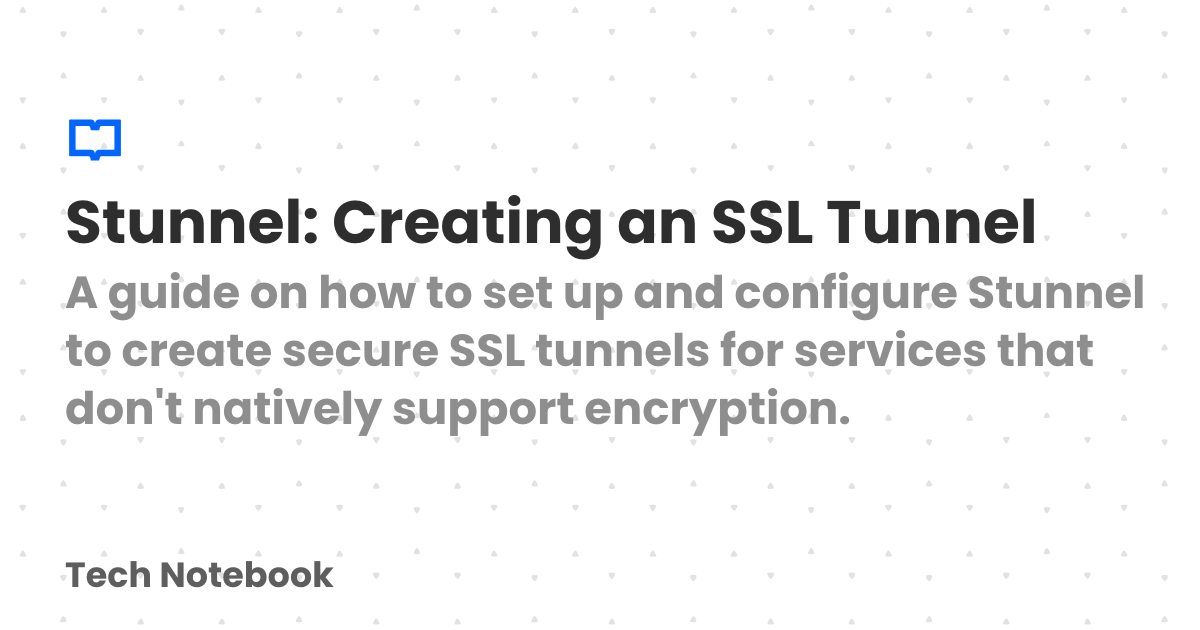 Stunnel: Creating an SSL Tunnel
A guide on how to set up and configure Stunnel
to create secure SSL tunnels for services that
don't natively support encryption.
Tech Notebook